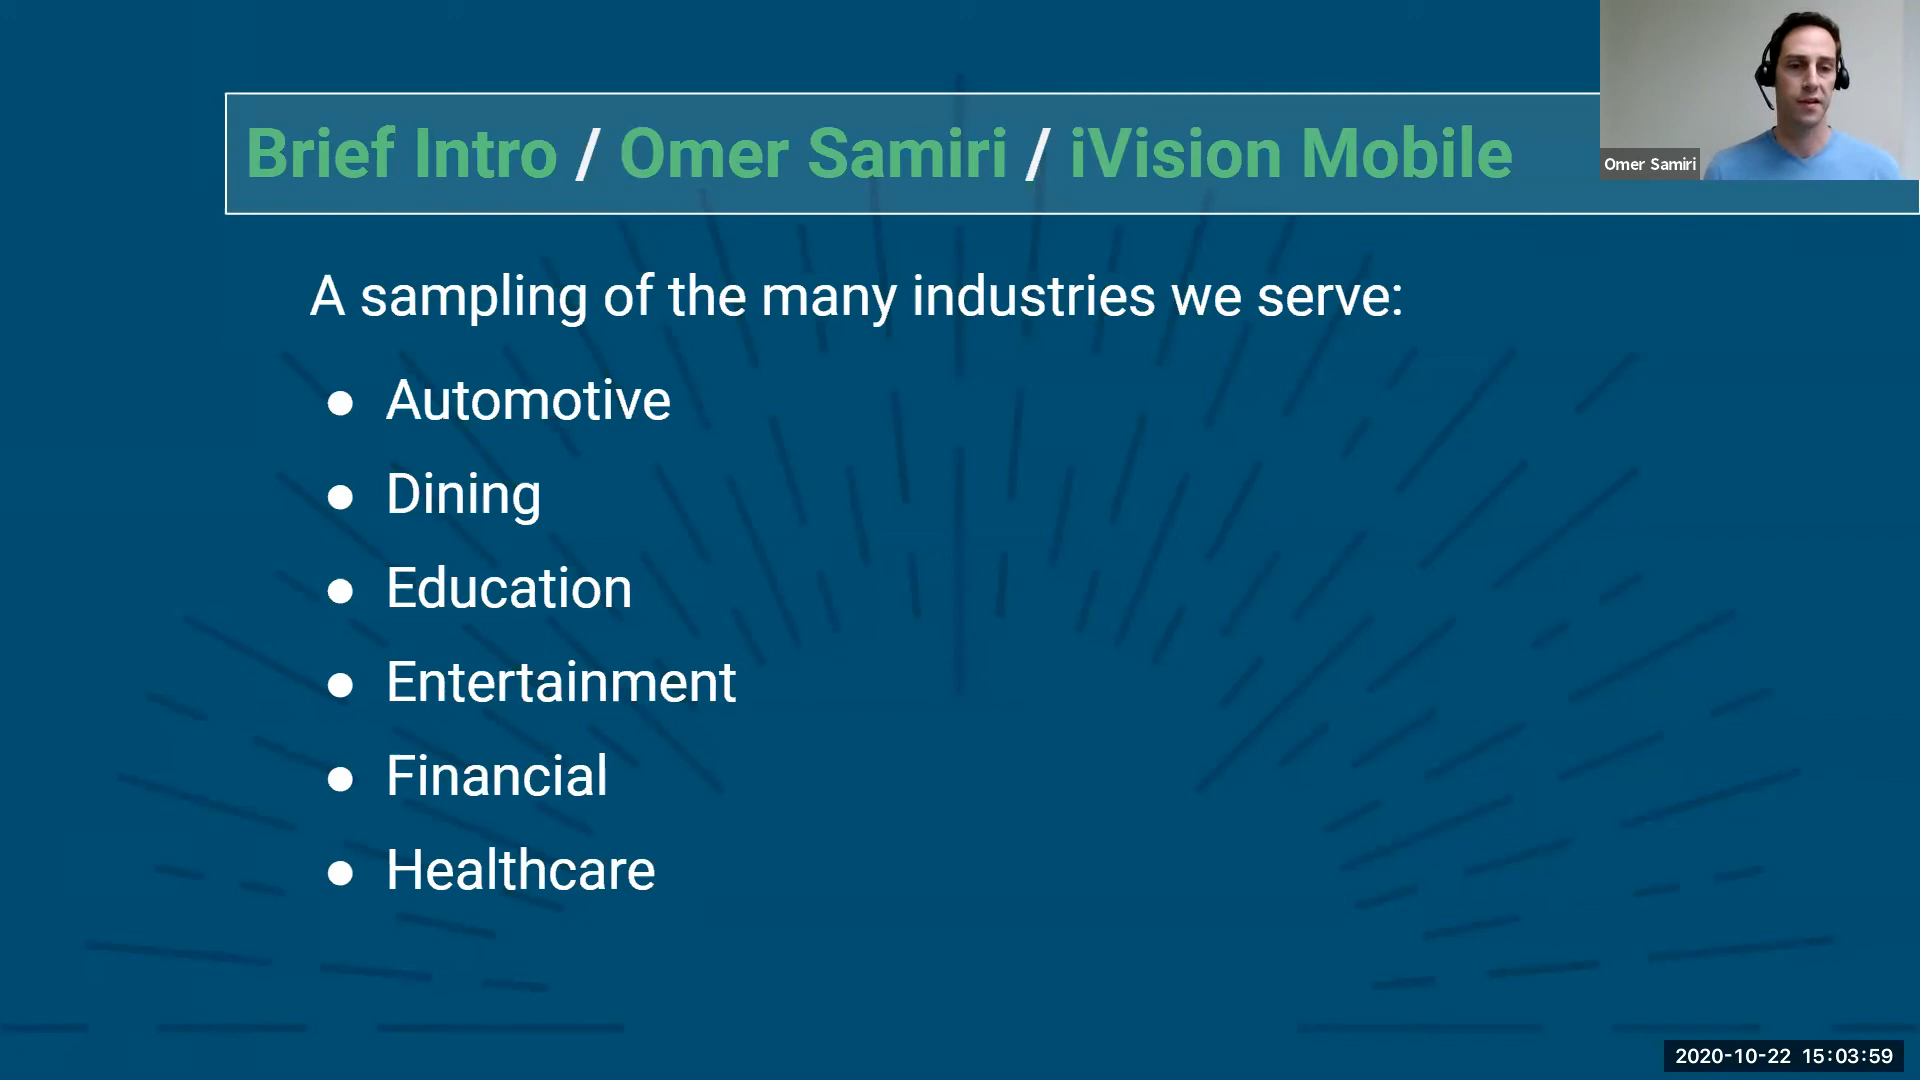 Brief Intro / Omer Samiri / iVision Mobile
Omer Samiri
A sampling of the many industries we serve:
● Automotive
● Dining
● Education
● Entertainment
● Financial
● Healthcare
2020-10-22 15:03:59